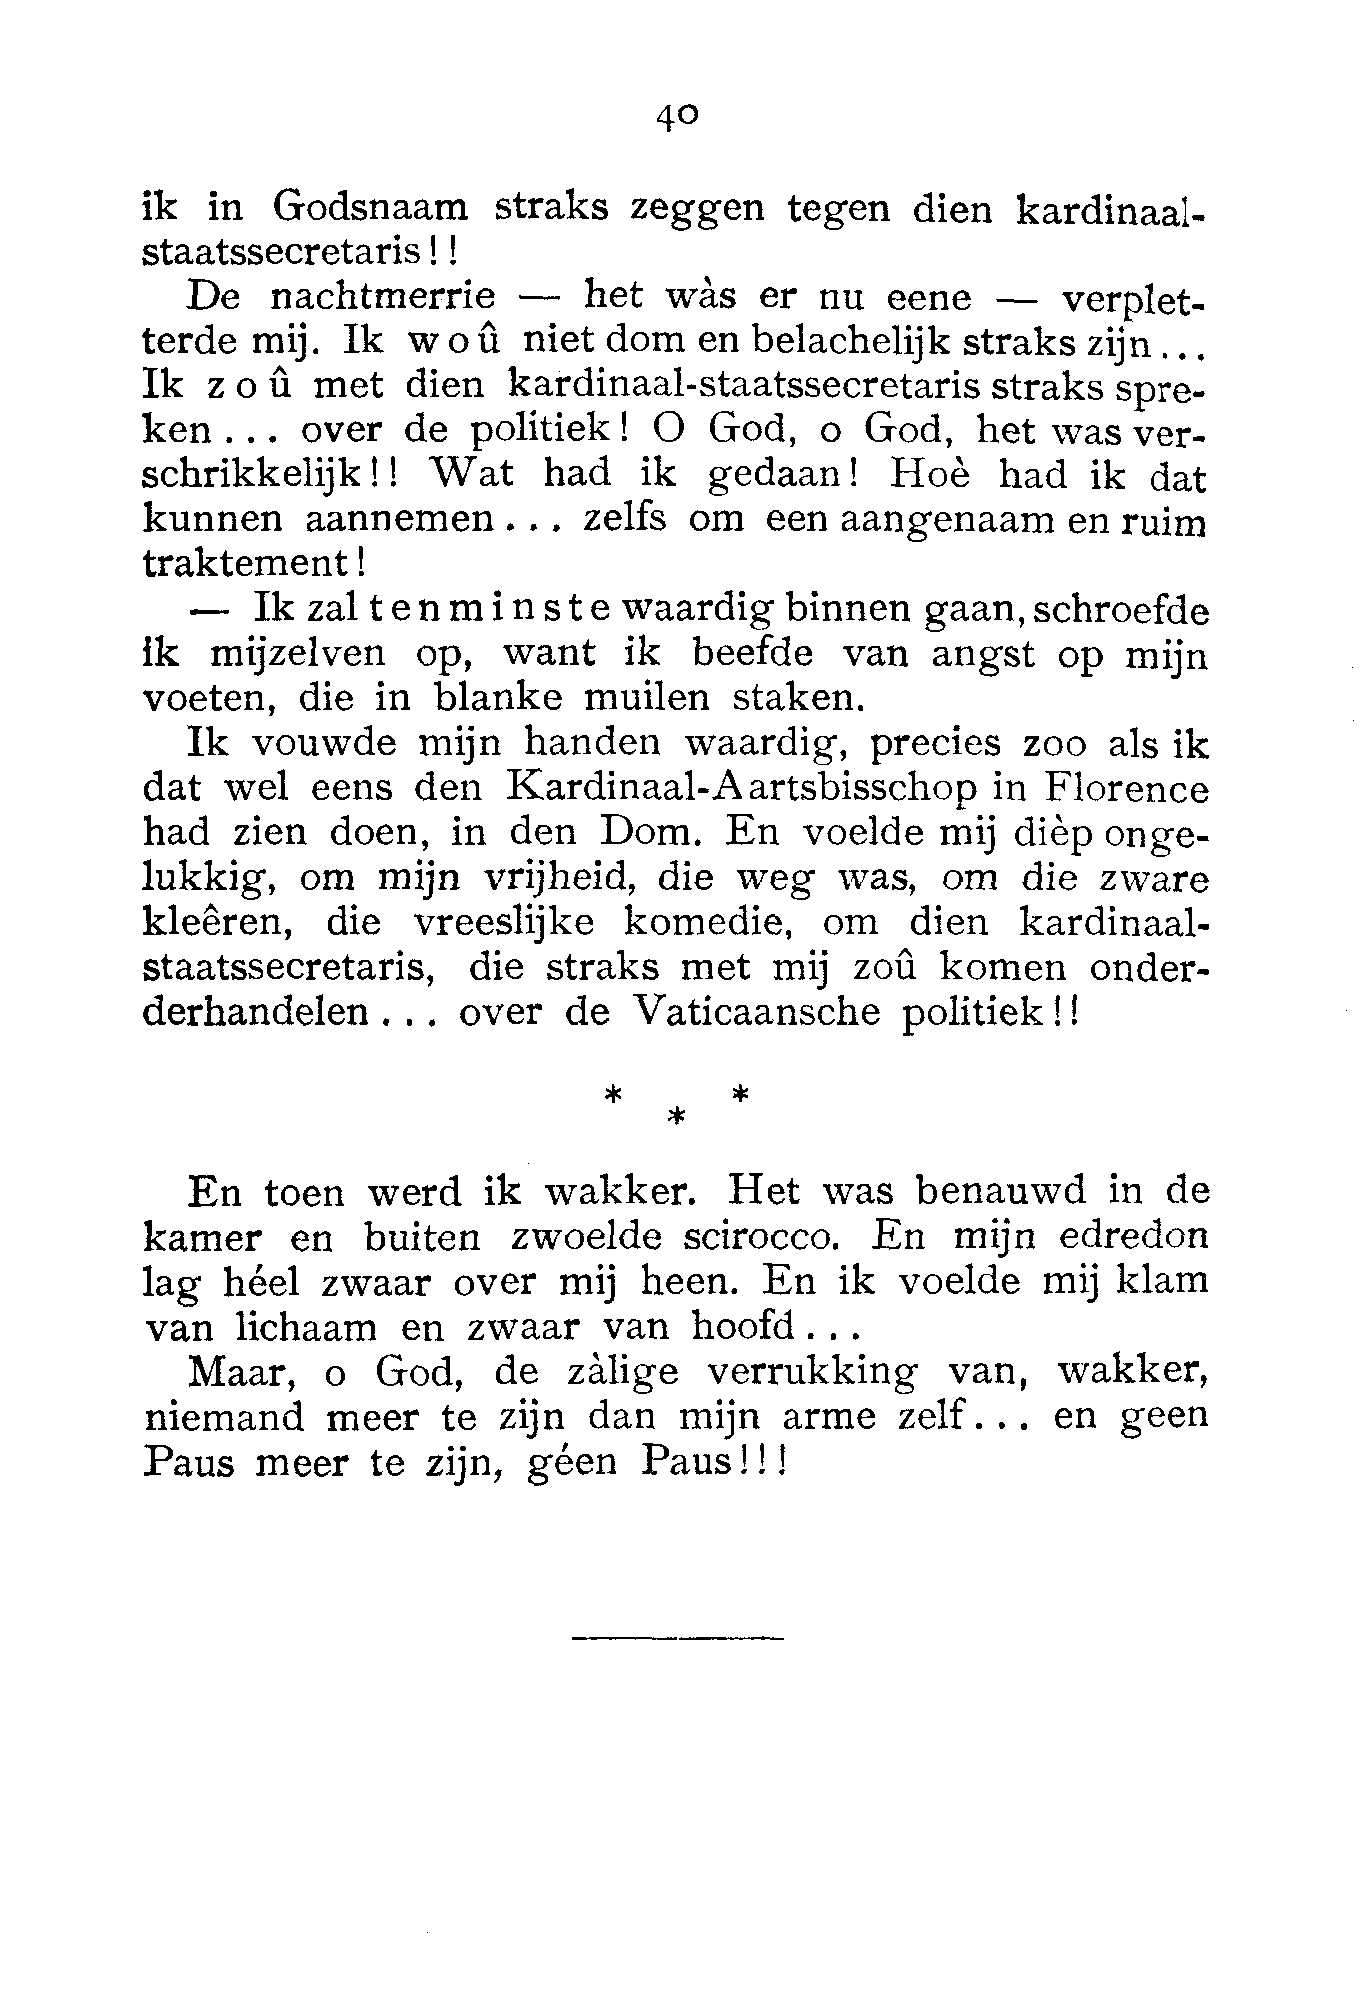 40
ik in Godsnaam straks zeggen tegen dien kardinaal-
staatssecretaris!!
De nachtmerrie — het wàs er nu eene — verplet-
terde mij. Ik woû niet dom en belachelijk straks zijn...
Ik zoû met dien kardinaal-staatssecretaris straks spre-
ken... over de politiek! O God, o God, het was ver-
schrikkelijk!! Wat had ik gedaan! Hoè had ik dat
kunnen aannemen... zelfs om een aangenaam en ruim
traktement!
— Ik zal tenminste waardig binnen gaan, schroefde
ik mijzelven op, want ik beefde van angst op mijn
voeten, die in blanke muilen staken.
Ik vouwde mijn handen waardig, precies zoo als ik
dat wel eens den Kardinaal-Aartsbisschop in Florence
had zien doen, in den Dom. En voelde mij dièp onge-
lukkig, om mijn vrijheid, die weg was, om die zware
kleêren, die vreeslijke komedie, om dien kardinaal-
staatssecretaris, die straks met mij zoû komen onder-
derhandelen... over de Vaticaansche politiek!!
* * *
En toen werd ik wakker. Het was benauwd in de
kamer en buiten zwoelde scirocco. En mijn edredon
lag héel zwaar over mij heen. En ik voelde mij klam
van lichaam en zwaar van hoofd...
Maar, o God, de zàlige verrukking van, wakker,
niemand meer te zijn dan mijn arme zelf... en geen
Paus meer te zijn, géen Paus!!!